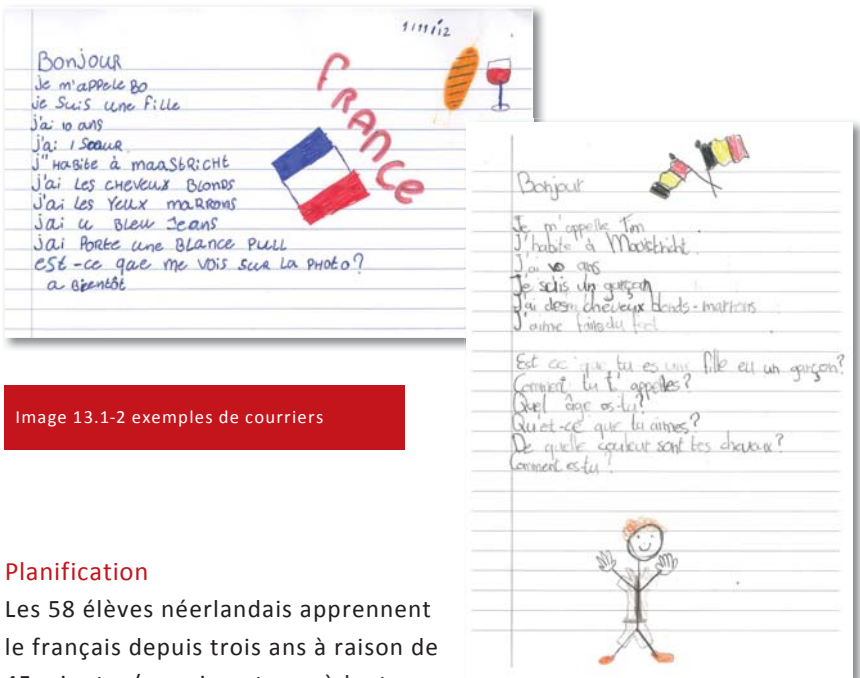 1/11/12
Bonjour
je m'appele Bo
je suis une fille
j'ai 10 ans
j'ai 1 soeur
j'habite à maastricht
j'ai les cheveux blonds
j'ai les yeux marrons
jai u bleu jeans
jai porte une blance pull
est-ce que me vois sur la photo?
a bientôt
FRANCE
Bonjour
Je m'appelle Tim
J'habite à Maastricht
J'ai 10 ans
Je suis un garçon
J'ai des cheveux blonds-marrons
J'aime faire du foot
Est ce que tu es une fille eu un garçon?
Comment tu t'appelles?
Quel âge as-tu?
Qu'et-ce que tu aimes?
De quelle couleur sont tes cheveux?
Comment es-tu?
Image 13.1-2 exemples de courriers
Planification
Les 58 élèves néerlandais apprennent
le français depuis trois ans à raison de